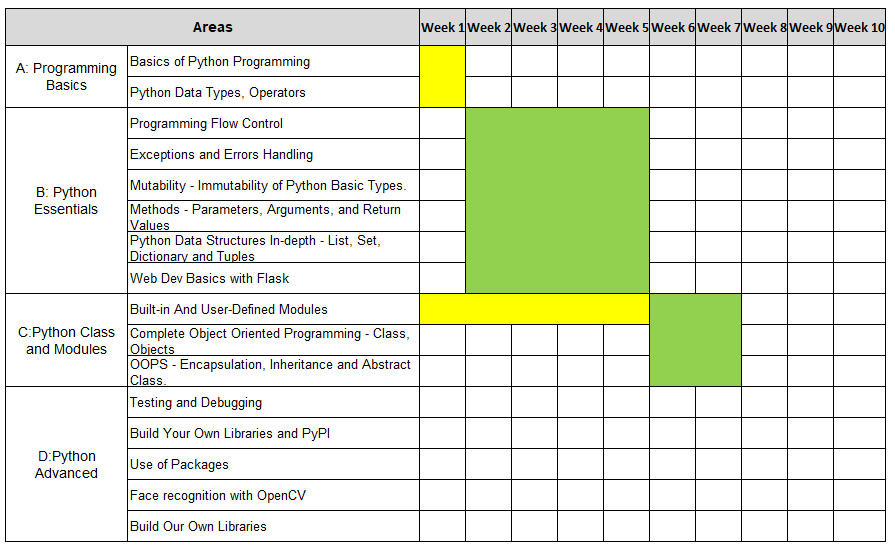 Areas Week 1 Week 2 Week 3 Week 4 Week 5 Week 6 Week 7 Week 8 Week 9 Week 10
A: Programming
Basics
Basics of Python Programming
Python Data Types, Operators
B: Python
Essentials
Programming Flow Control
Exceptions and Errors Handling
Mutability - Immutability of Python Basic Types.
Methods - Parameters, Arguments, and Return
Values
Python Data Structures In-depth - List, Set,
Dictionary and Tuples
Web Dev Basics with Flask
C:Python Class
and Modules
Built-in And User-Defined Modules
Complete Object Oriented Programming - Class,
Objects
OOPS - Encapsulation, Inheritance and Abstract
Class.
D:Python
Advanced
Testing and Debugging
Build Your Own Libraries and PyPI
Use of Packages
Face recognition with OpenCV
Build Our Own Libraries